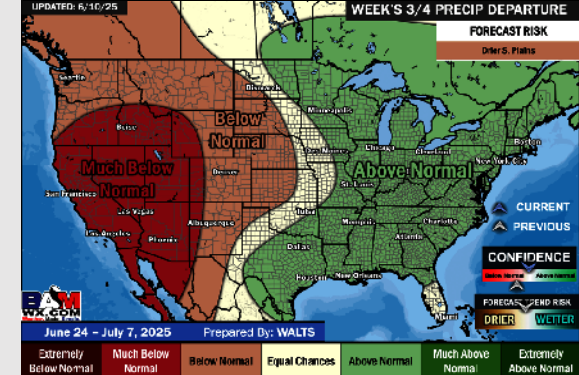 UPDATED: 6/10/25
WEEK'S 3/4 PRECIP DEPARTURE
FORECAST RISK
Drier S. Plains
Seattle
Bismarck
Minneapolis
Boise
Below
Normal
Des Moines
Chicago
Cleveland
Boston
New York City
Much Below
Normal
Denver
Above Normal
St. Louis
San Francisco
Las Vegas
Albuquerque
Tulsa
Memphis
Charlotte
Los Angeles
Phoenix
Dallas
Atlanta
Houston
New Orleans
Miami
CURRENT
PREVIOUS
CONFIDENCE
Below Normal
Above Normal
FORECAST TREND RISK
DRIER
WETTER
BAM
WX.COM
June 24 – July 7, 2025
Prepared By: WALTS
Extremely
Below Normal
Much Below
Normal
Below Normal
Equal Chances
Above Normal
Much Above
Normal
Extremely
Above Normal